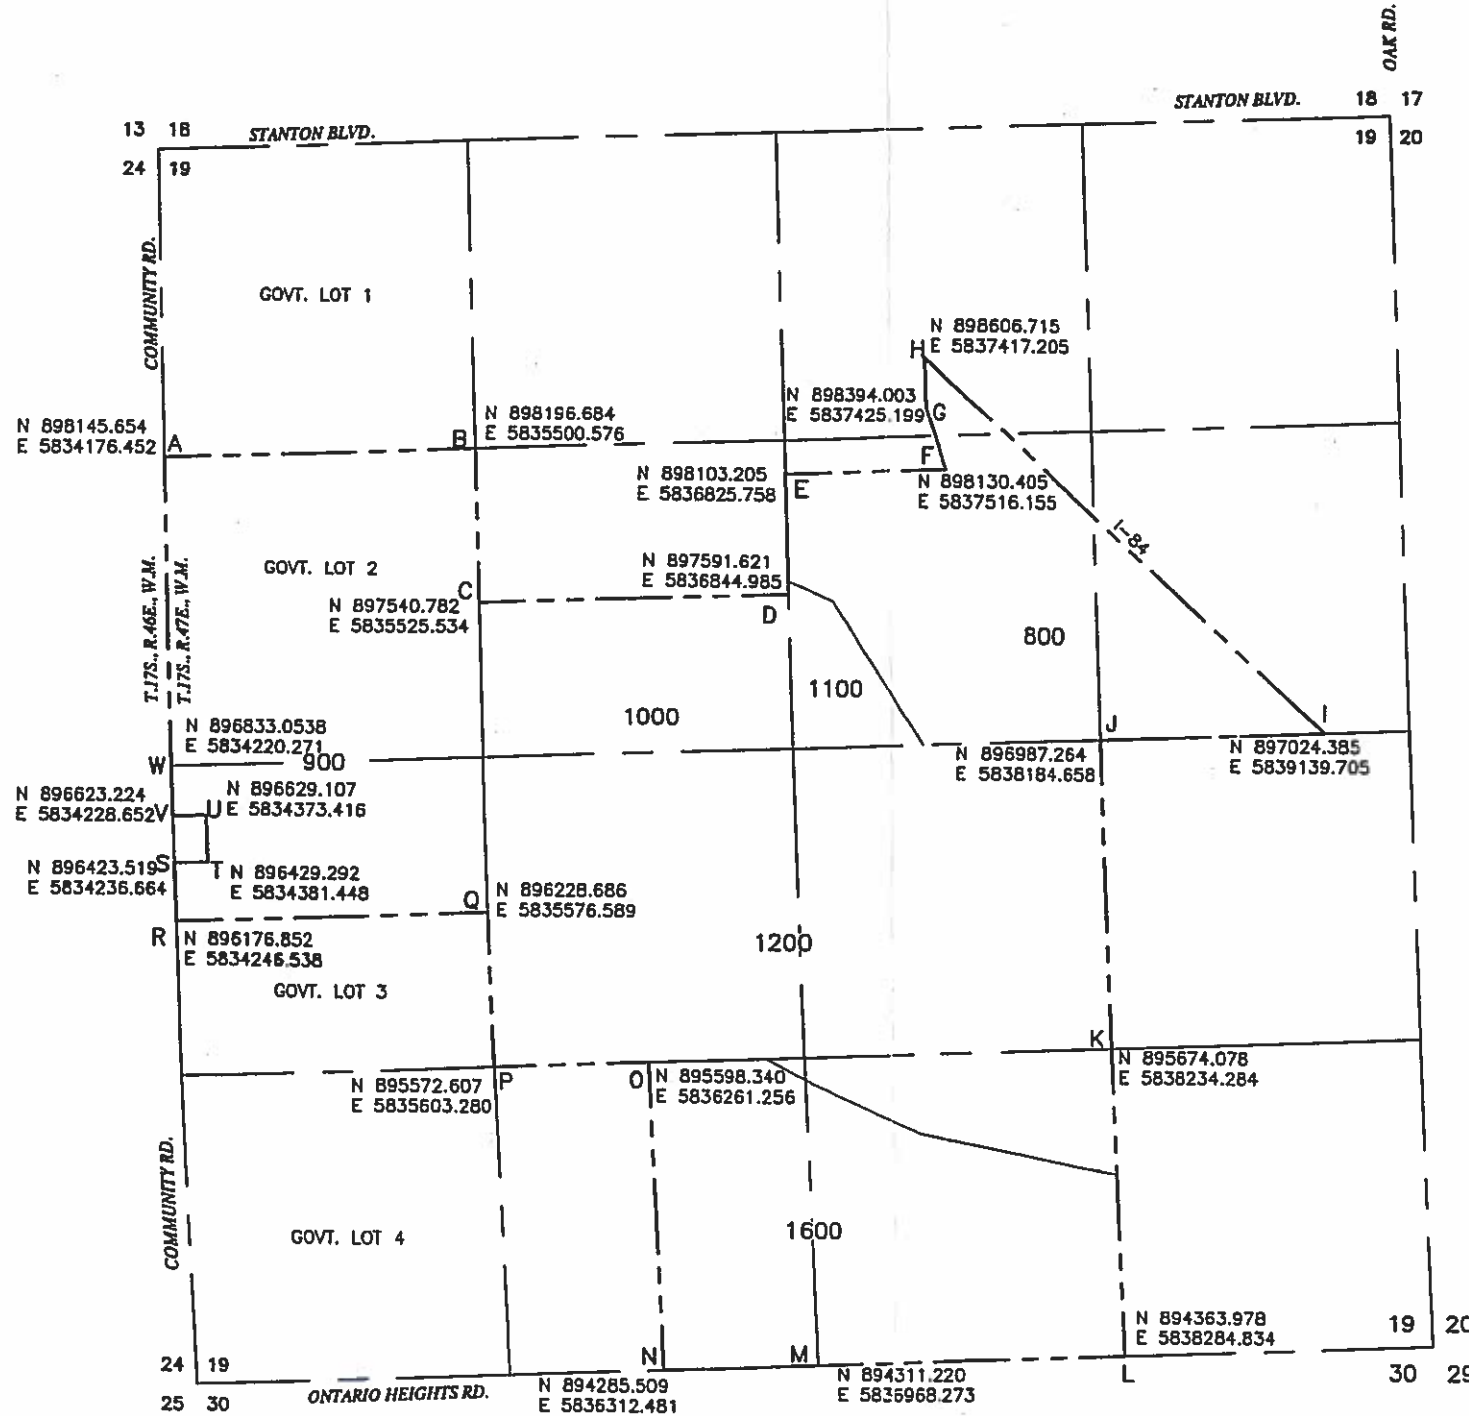 OAK RD.
STANTON BLVD.
18 17
13 18
STANTON BLVD.
19 20
24 19
COMMUNITY RD.
GOVT. LOT 1
N 898606.715
H E 5837417.205
N 898394.003
E 5837425.199 G
N 898145.654
E 5834176.452 A
N 898196.684
B E 5835500.576
F
N 898103.205
E 5836825.758 E
N 898130.405
E 5837516.155
I-84
T.17S., R.46E., W.M.
T.17S., R.47E., W.M.
GOVT. LOT 2
N 897591.621
E 5836844.985
C
N 897540.782
E 5835525.534
D
800
1100
1000
N 896833.0538
E 5834220.271
W 900
J
I
N 896987.264
E 5838184.658
N 897024.385
E 5839139.705
N 896623.224
E 5834228.652 V
N 896629.107
U E 5834373.416
N 896423.519 S
E 5834236.664
T N 896429.292
E 5834381.448
Q N 896228.686
E 5835576.589
R N 896176.852
E 5834246.538
1200
GOVT. LOT 3
K
N 895674.078
E 5838234.284
N 895572.607 P
E 5835603.280
O N 895598.340
E 5836261.256
COMMUNITY RD.
GOVT. LOT 4
1600
N 894363.978
E 5838284.834
19 20
24 19
N
M
L
30 29
25 30
ONTARIO HEIGHTS RD.
N 894285.509
E 5836312.481
N 894311.220
E 5836968.273